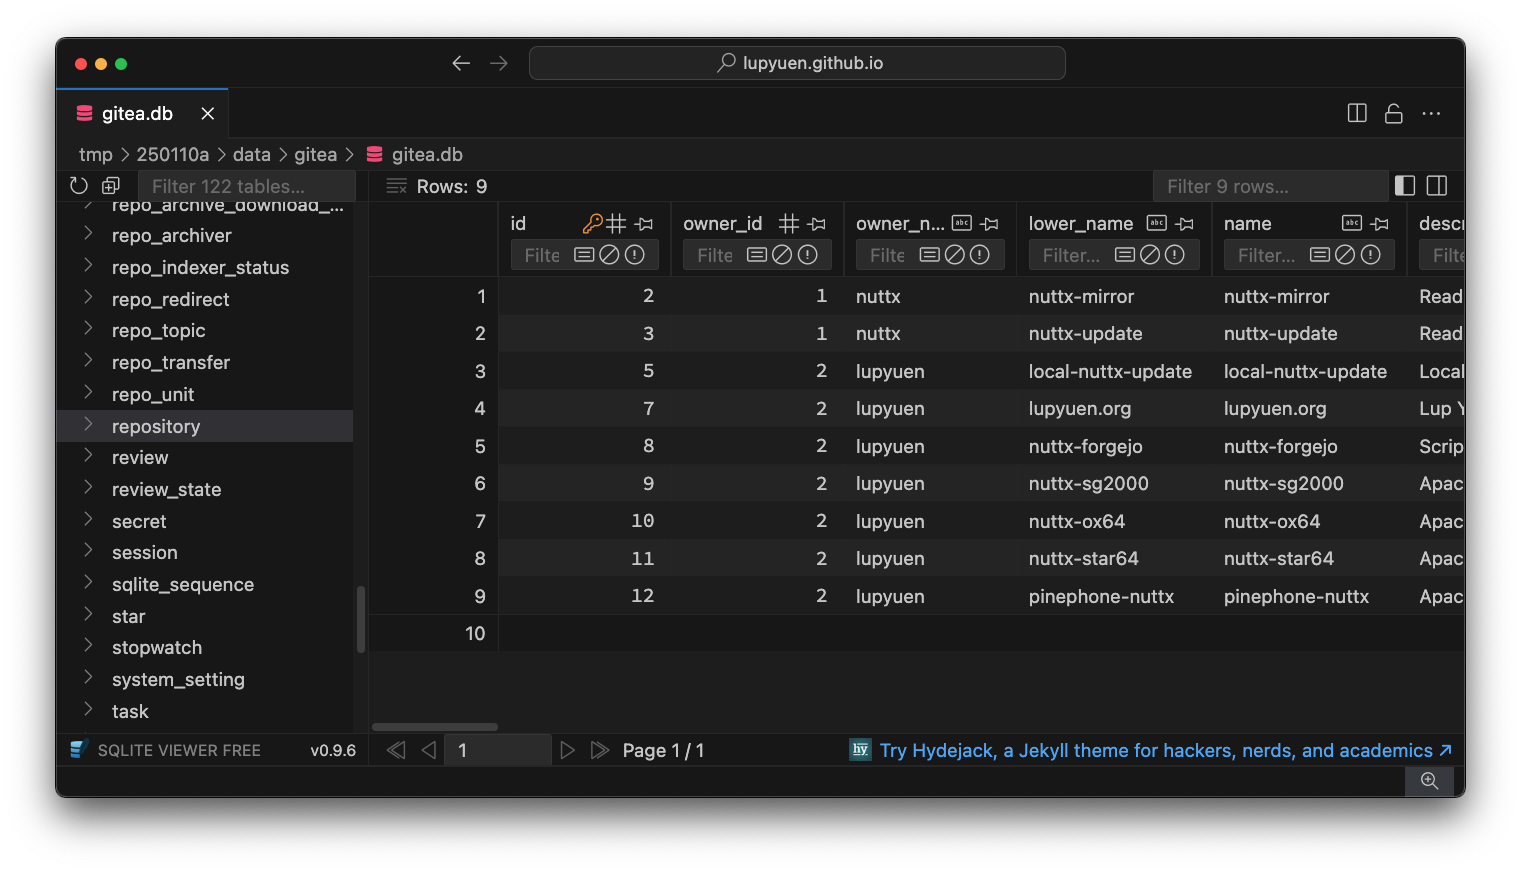 lupyuen.github.io
gitea.db
tmp > 250110a > data > gitea > gitea.db
Filter 122 tables...
Rows: 9
Filter 9 rows...
repo_archive_download_...
repo_archiver
repo_indexer_status
repo_redirect
repo_topic
repo_transfer
repo_unit
repository
review
review_state
secret
session
sqlite_sequence
star
stopwatch
system_setting
task
id owner_id owner_n... abc lower_name abc name abc descr
Filte Filte Filte Filter... Filter... Filte
1 2 1 nuttx nuttx-mirror nuttx-mirror Read
2 3 1 nuttx nuttx-update nuttx-update Read
3 5 2 lupyuen local-nuttx-update local-nuttx-update Local
4 7 2 lupyuen lupyuen.org lupyuen.org Lup Y
5 8 2 lupyuen nuttx-forgejo nuttx-forgejo Scrip
6 9 2 lupyuen nuttx-sg2000 nuttx-sg2000 Apac
7 10 2 lupyuen nuttx-ox64 nuttx-ox64 Apac
8 11 2 lupyuen nuttx-star64 nuttx-star64 Apac
9 12 2 lupyuen pinephone-nuttx pinephone-nuttx Apac
10
SQLITE VIEWER FREE v0.9.6
1 Page 1 / 1
hy Try Hydejack, a Jekyll theme for hackers, nerds, and academics ↗